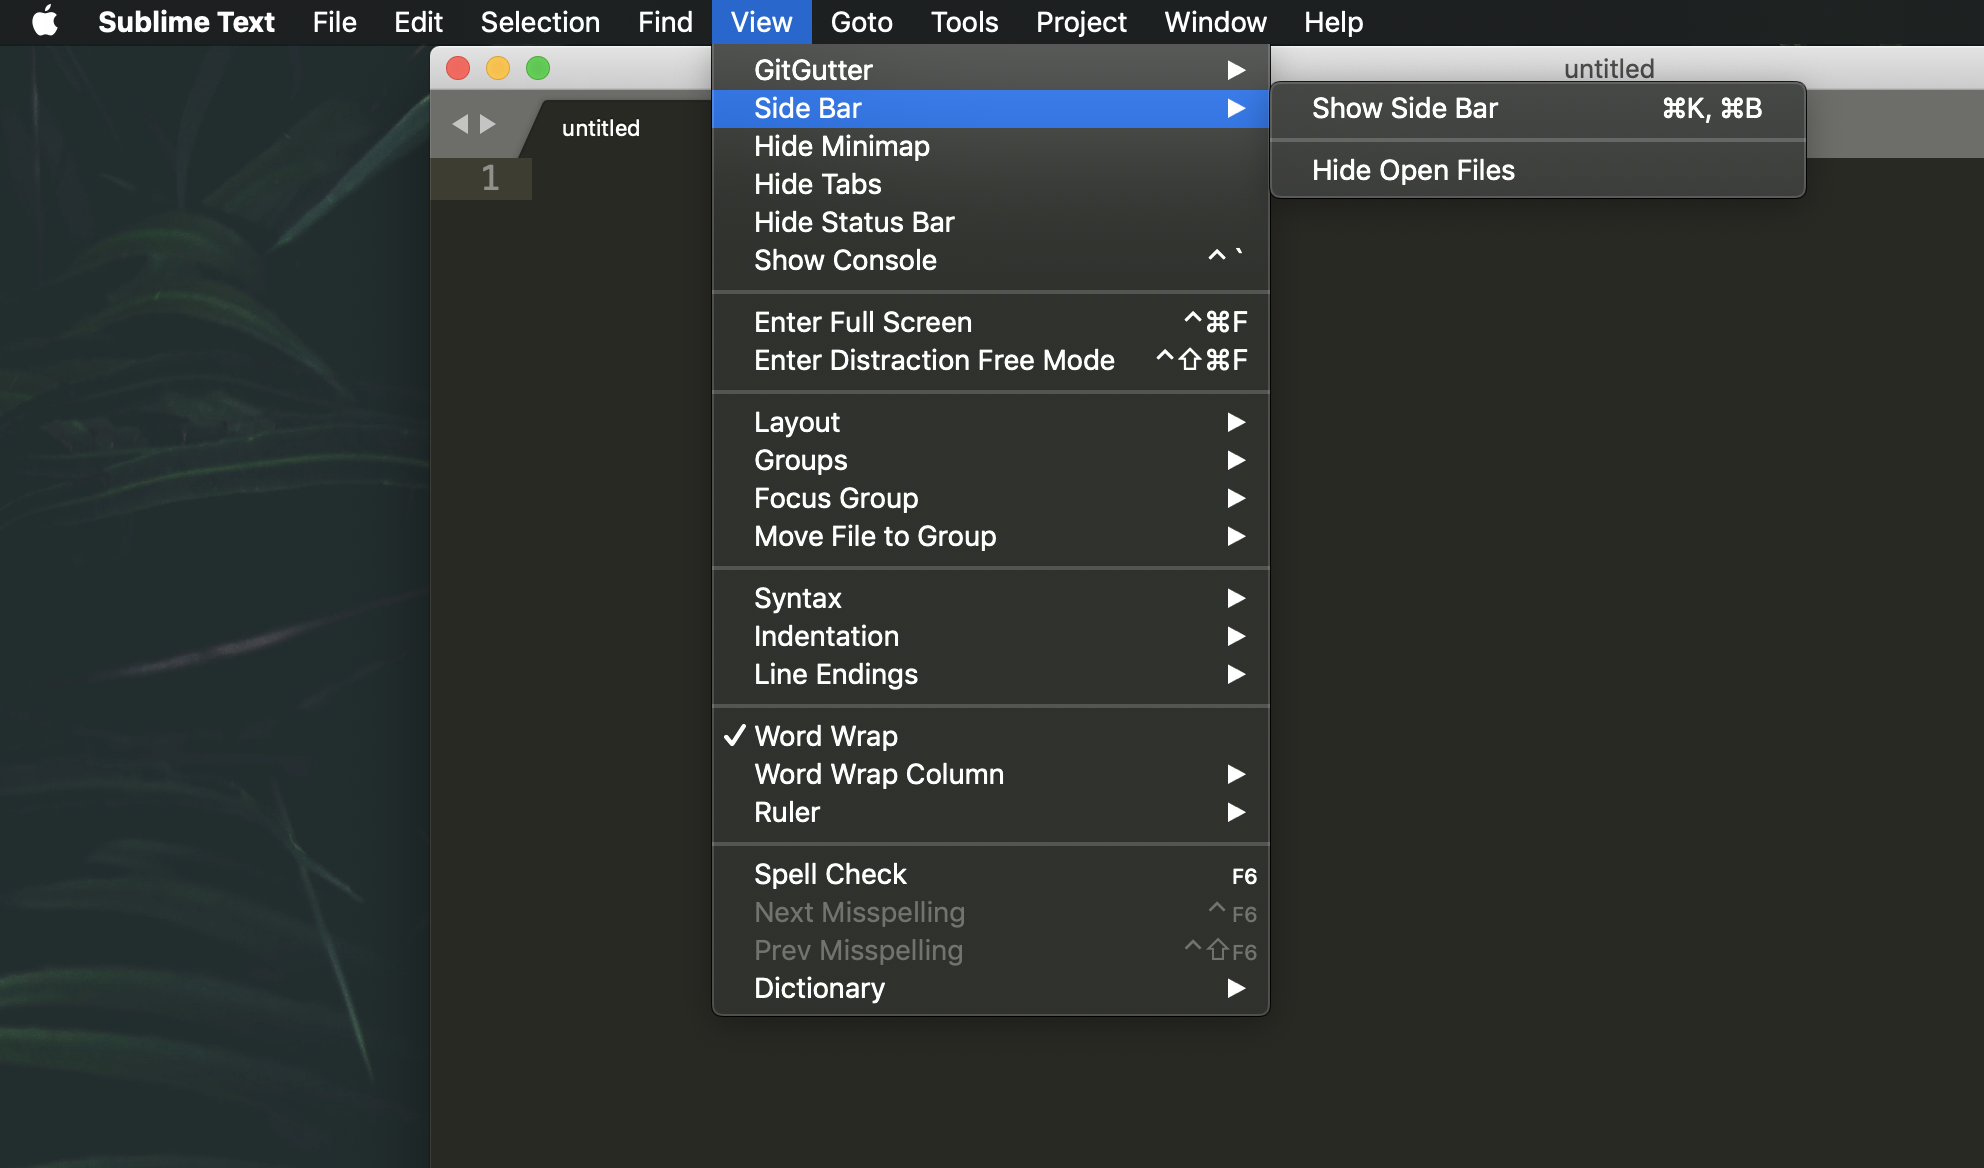 Sublime Text File Edit Selection Find View Goto Tools Project Window Help
untitled
untitled
1
GitGutter
Side Bar
Hide Minimap
Hide Tabs
Hide Status Bar
Show Console ^ `
Enter Full Screen ^⌘F
Enter Distraction Free Mode ^⇧⌘F
Layout
Groups
Focus Group
Move File to Group
Syntax
Indentation
Line Endings
✓ Word Wrap
Word Wrap Column
Ruler
Spell Check F6
Next Misspelling ^ F6
Prev Misspelling ^⇧F6
Dictionary
Show Side Bar ⌘K, ⌘B
Hide Open Files